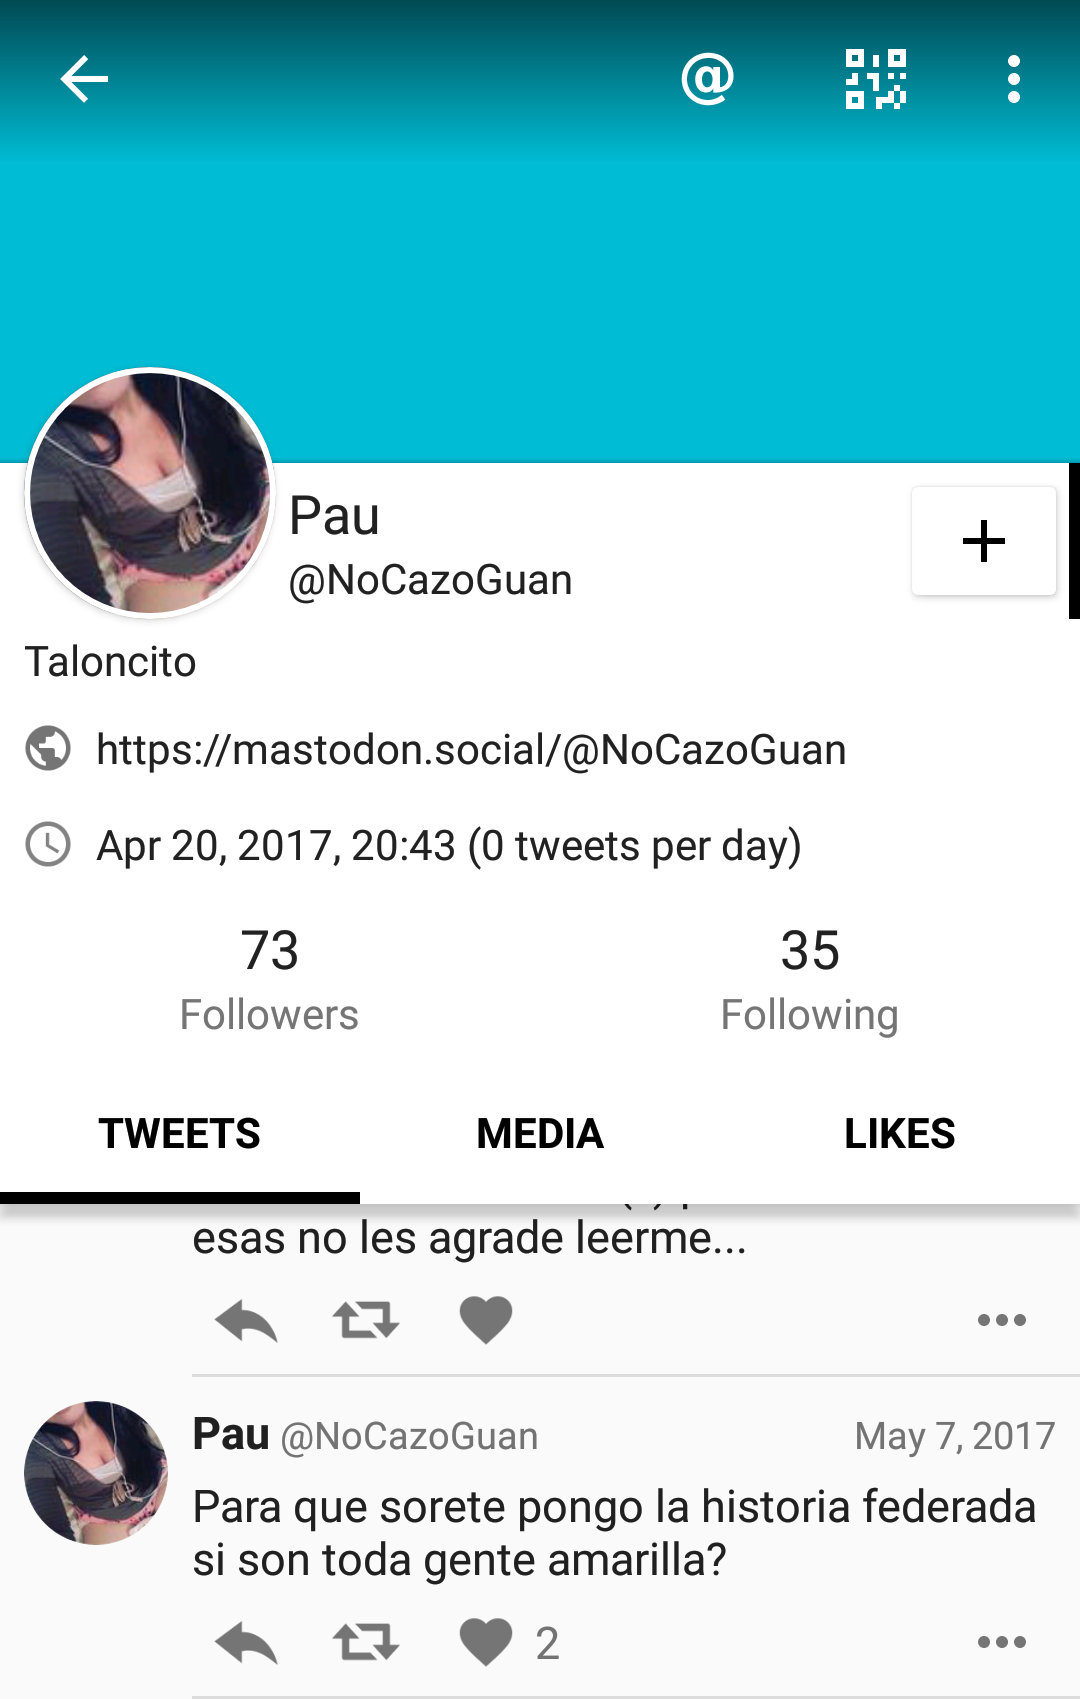 Pau
@NoCazoGuan
Taloncito
https://mastodon.social/@NoCazoGuan
Apr 20, 2017, 20:43 (0 tweets per day)
73
Followers
35
Following
TWEETS
MEDIA
LIKES
esas no les agrade leerme...
Pau @NoCazoGuan May 7, 2017
Para que sorete pongo la historia federada
si son toda gente amarilla?
2